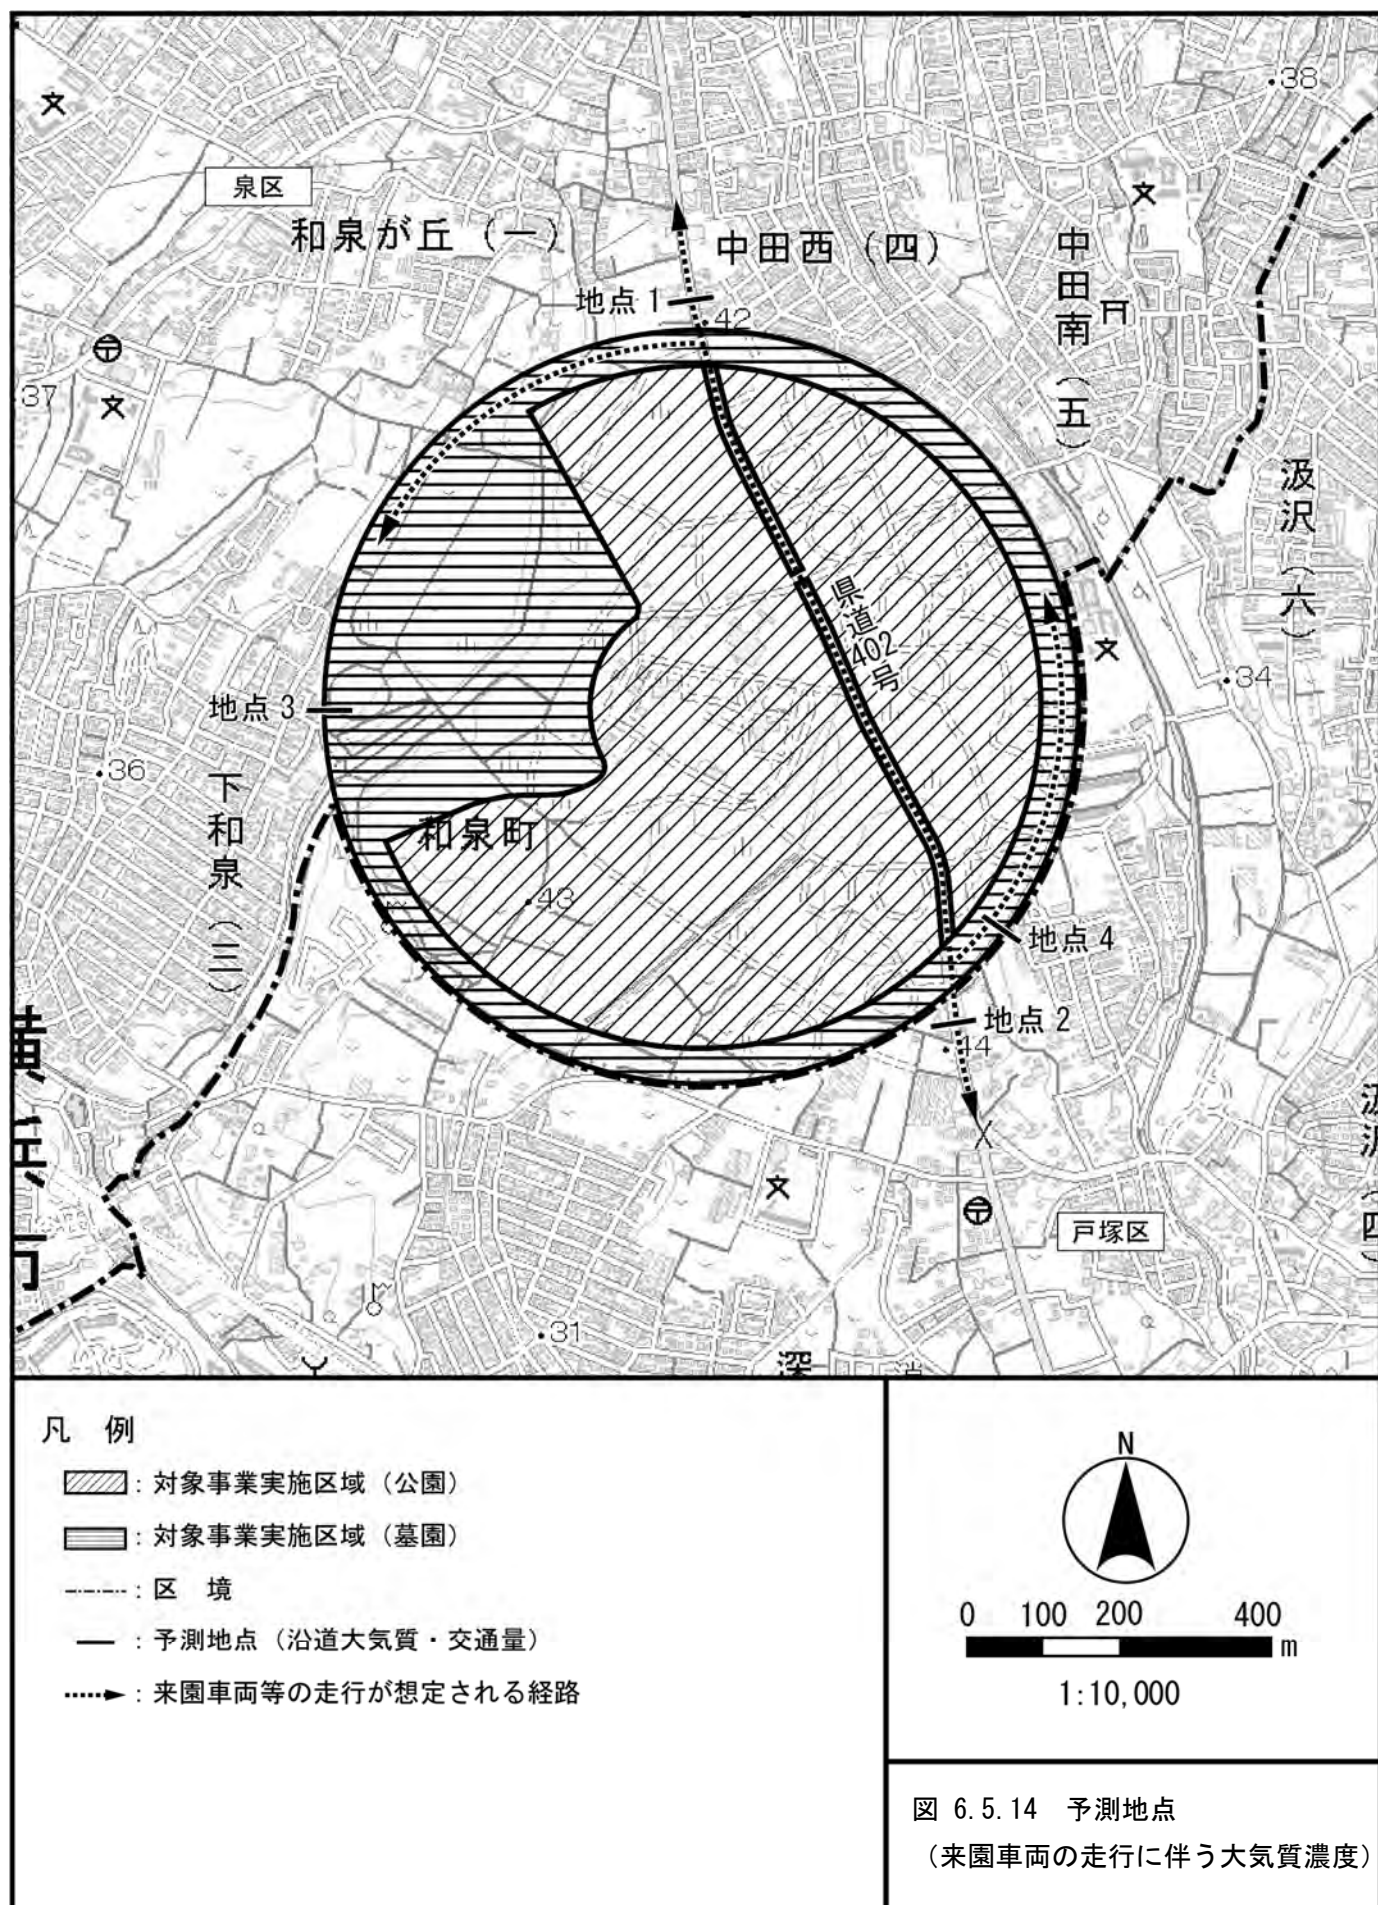 38
泉区
和泉が丘（一）
中田西（四）
中田南（五）
地点 1
42
37
汲沢（六）
県道402号
34
地点 3
36
下和泉（三）
和泉町
43
地点 4
地点 2
44
横浜市
汲沢（四）
戸塚区
31
深
凡 例
：対象事業実施区域（公園）
：対象事業実施区域（墓園）
：区 境
：予測地点（沿道大気質・交通量）
：来園車両等の走行が想定される経路
N
0 100 200 400
m
1:10,000
図 6.5.14 予測地点
（来園車両の走行に伴う大気質濃度）